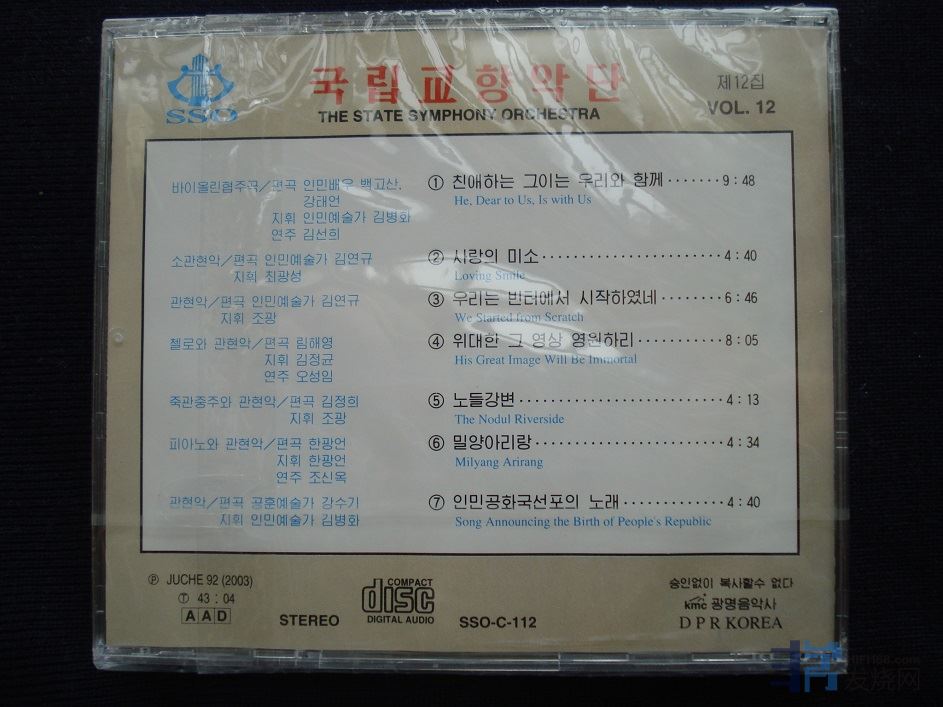 SSO
국립교향악단
THE STATE SYMPHONY ORCHESTRA
제12집
VOL. 12
바이올린협주곡／편곡 인민배우 백고산,
강태언
지휘 인민예술가 김병화
연주 김선희
① 친애하는 그이는 우리와 함께·······9 : 48
He, Dear to Us, Is with Us
소관현악／편곡 인민예술가 김연규
지휘 최광성
② 사랑의 미소·······················4 : 40
Loving Smile
관현악／편곡 인민예술가 김연규
지휘 조광
③ 우리는 빈터에서 시작하였네········6 : 46
We Started from Scratch
첼로와 관현악／편곡 림해영
지휘 김정균
연주 오성임
④ 위대한 그 영상 영원하리···········8 : 05
His Great Image Will Be Immortal
죽관중주와 관현악／편곡 김정희
지휘 조광
⑤ 노들강변·························4 : 13
The Nodul Riverside
피아노와 관현악／편곡 한광언
지휘 한광언
연주 조신옥
⑥ 밀양아리랑·······················4 : 34
Milyang Arirang
관현악／편곡 공훈예술가 강수기
지휘 인민예술가 김병화
⑦ 인민공화국선포의 노래·············4 : 40
Song Announcing the Birth of People's Republic
Ⓟ JUCHE 92 (2003)
Ⓣ 43 : 04
AAD
STEREO
COMPACT
disc
DIGITAL AUDIO
SSO-C-112
승인없이 복사할수 없다
kmc 광명음악사
D P R KOREA
HIFI168.com
发烧网